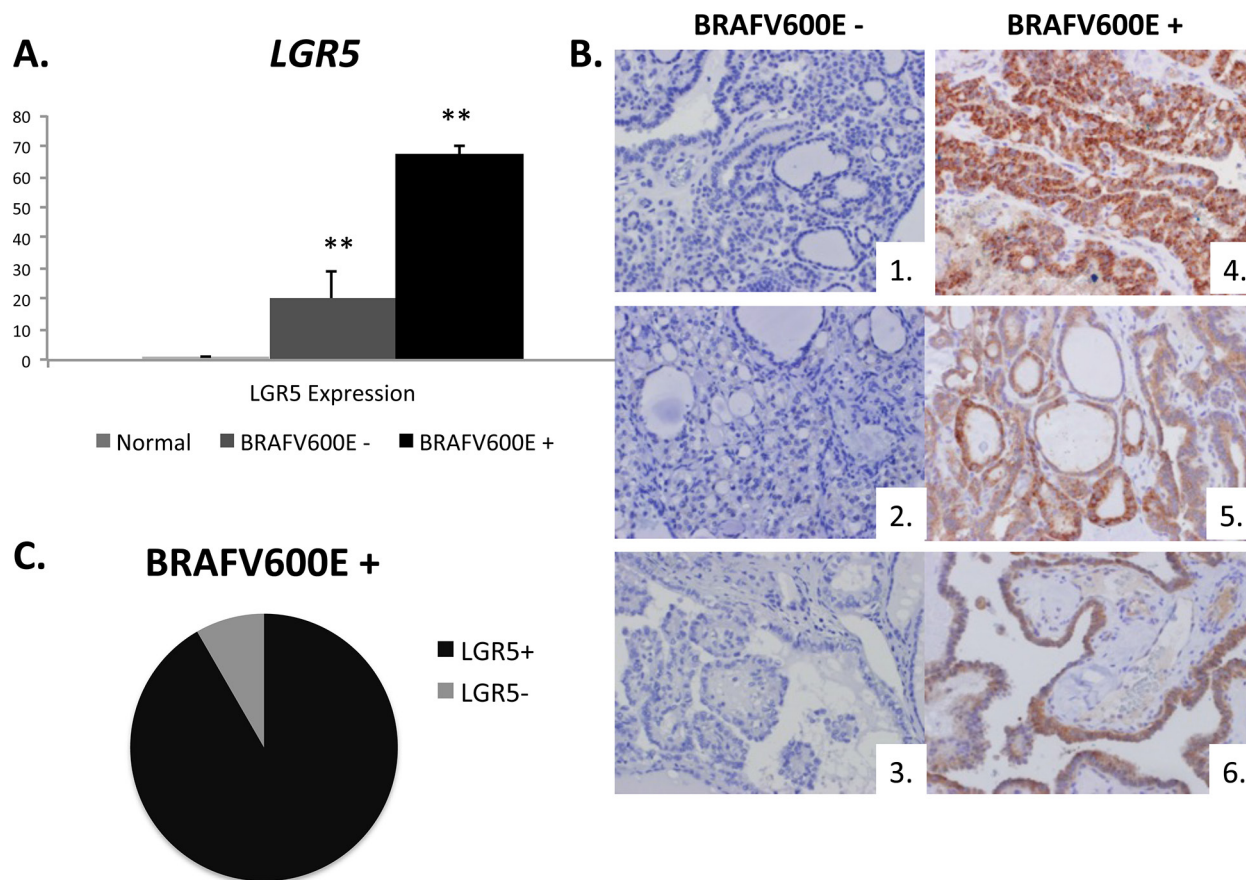 A.
LGR5
80
70
60
50
40
30
20
10
0
**
**
LGR5 Expression
Normal BRAFV600E - BRAFV600E +
B.
BRAFV600E - BRAFV600E +
1. 4.
2. 5.
3. 6.
C.
BRAFV600E +
LGR5+
LGR5-